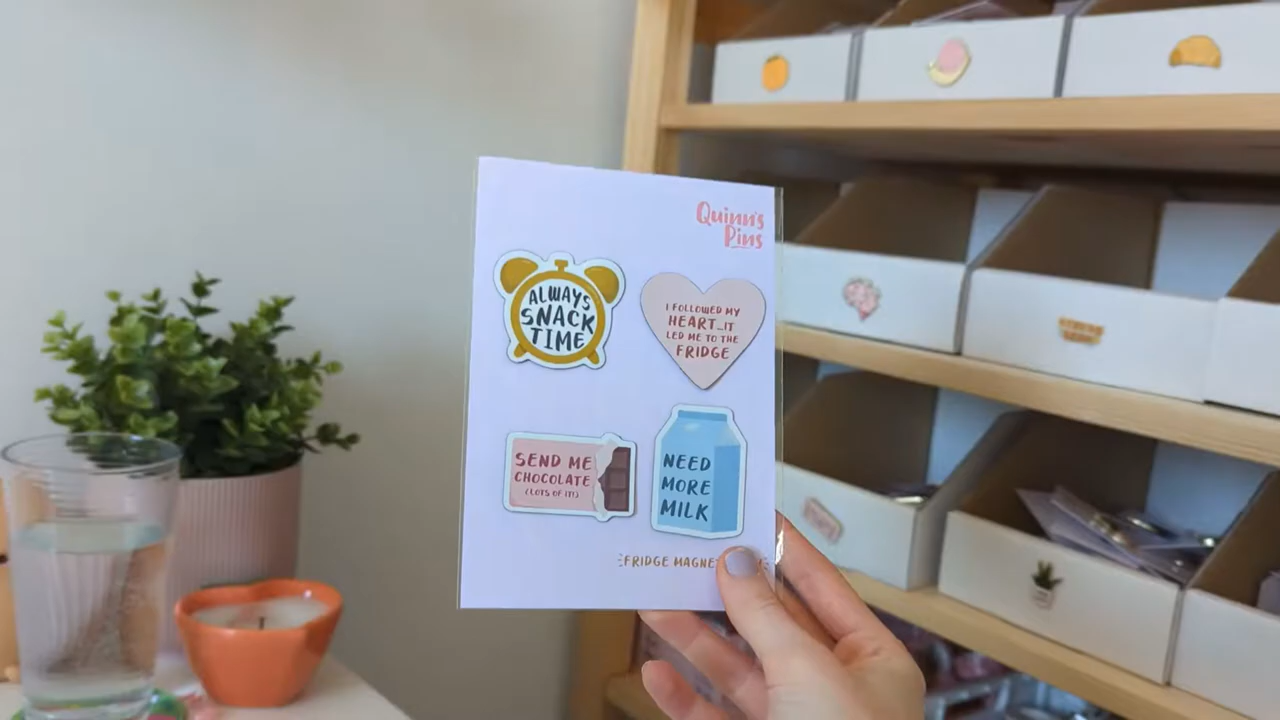 Quinn's
Pins
ALWAYS
SNACK
TIME
I FOLLOWED MY
HEART...IT
LED ME TO THE
FRIDGE
SEND ME
CHOCOLATE
(LOTS OF IT!)
NEED
MORE
MILK
FRIDGE